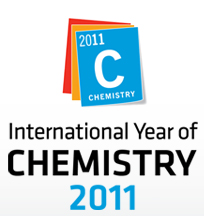 2011
C
CHEMISTRY
International Year of
CHEMISTRY
2011